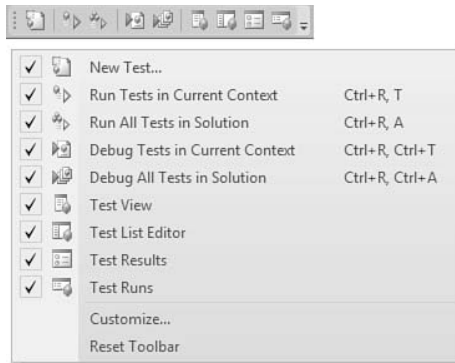 New Test...
Run Tests in Current Context Ctrl+R, T
Run All Tests in Solution Ctrl+R, A
Debug Tests in Current Context Ctrl+R, Ctrl+T
Debug All Tests in Solution Ctrl+R, Ctrl+A
Test View
Test List Editor
Test Results
Test Runs
Customize...
Reset Toolbar